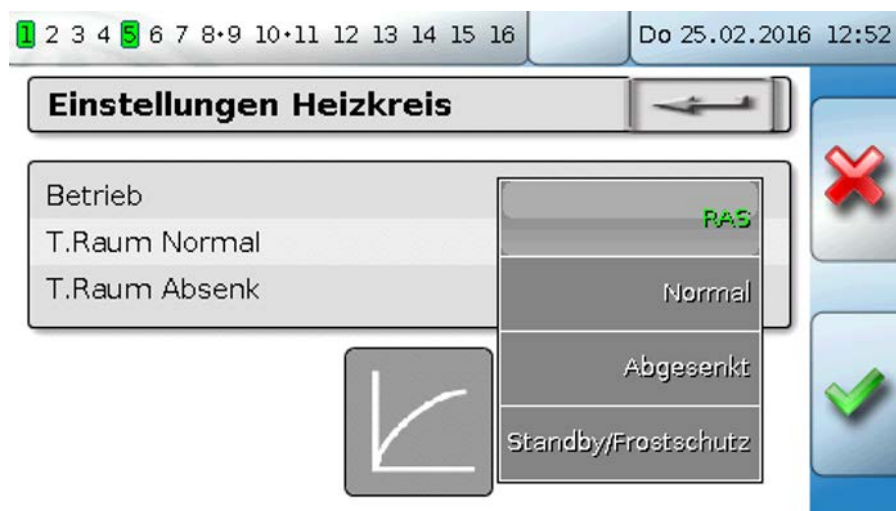 1 2 3 4 5 6 7 8•9 10•11 12 13 14 15 16 Do 25.02.2016 12:52
Einstellungen Heizkreis
Betrieb
T.Raum Normal
T.Raum Absenk
RAS
Normal
Abgesenkt
Standby/Frostschutz